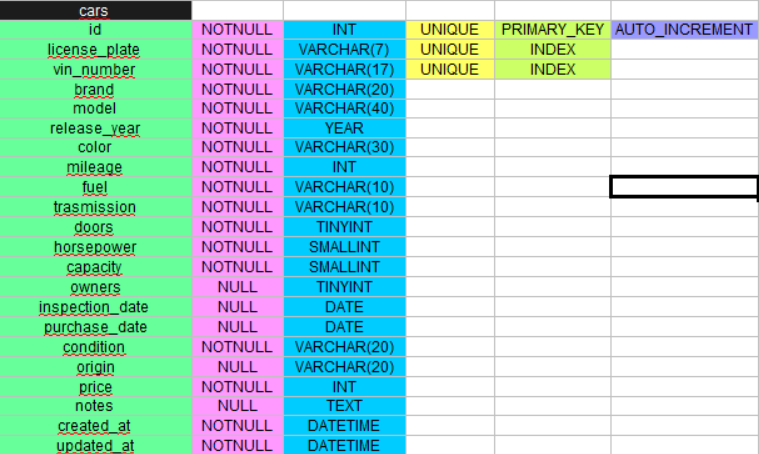 cars
id NOTNULL INT UNIQUE PRIMARY_KEY AUTO_INCREMENT
license_plate NOTNULL VARCHAR(7) UNIQUE INDEX
vin_number NOTNULL VARCHAR(17) UNIQUE INDEX
brand NOTNULL VARCHAR(20)
model NOTNULL VARCHAR(40)
release_year NOTNULL YEAR
color NOTNULL VARCHAR(30)
mileage NOTNULL INT
fuel NOTNULL VARCHAR(10)
trasmission NOTNULL VARCHAR(10)
doors NOTNULL TINYINT
horsepower NOTNULL SMALLINT
capacity NOTNULL SMALLINT
owners NULL TINYINT
inspection_date NULL DATE
purchase_date NULL DATE
condition NOTNULL VARCHAR(20)
origin NULL VARCHAR(20)
price NOTNULL INT
notes NULL TEXT
created_at NOTNULL DATETIME
updated_at NOTNULL DATETIME